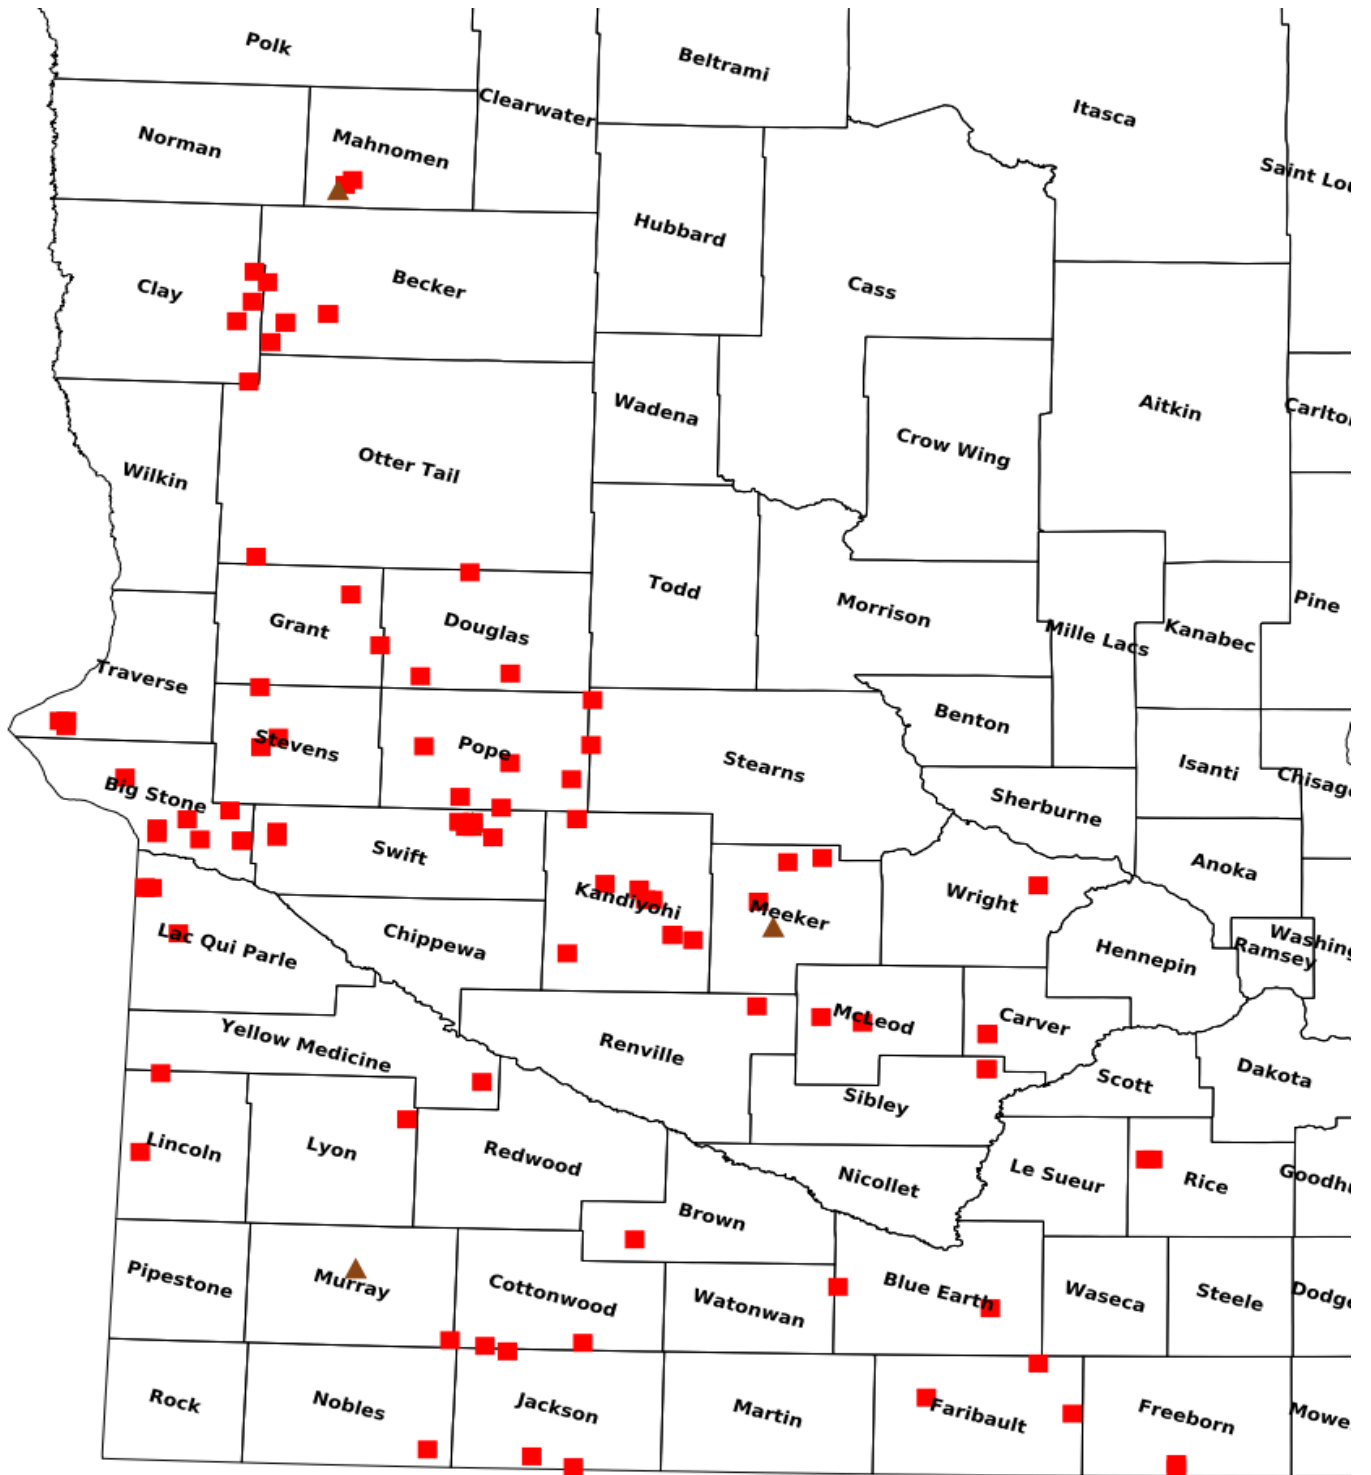 Polk
Beltrami
Clearwater
Itasca
Norman
Mahnomen
Saint Lou
Hubbard
Clay
Becker
Cass
Wadena
Aitkin
Carlton
Crow Wing
Otter Tail
Wilkin
Todd
Morrison
Pine
Grant
Douglas
Mille Lacs
Kanabec
Traverse
Benton
Stevens
Pope
Stearns
Isanti
Chisago
Big Stone
Sherburne
Swift
Anoka
Kandiyohi
Meeker
Wright
Lac Qui Parle
Chippewa
Hennepin
Ramsey
Washing
McLeod
Carver
Yellow Medicine
Renville
Scott
Dakota
Sibley
Lincoln
Lyon
Redwood
Nicollet
Le Sueur
Rice
Goodhu
Brown
Pipestone
Murray
Cottonwood
Watonwan
Blue Earth
Waseca
Steele
Dodge
Rock
Nobles
Jackson
Martin
Faribault
Freeborn
Mowe